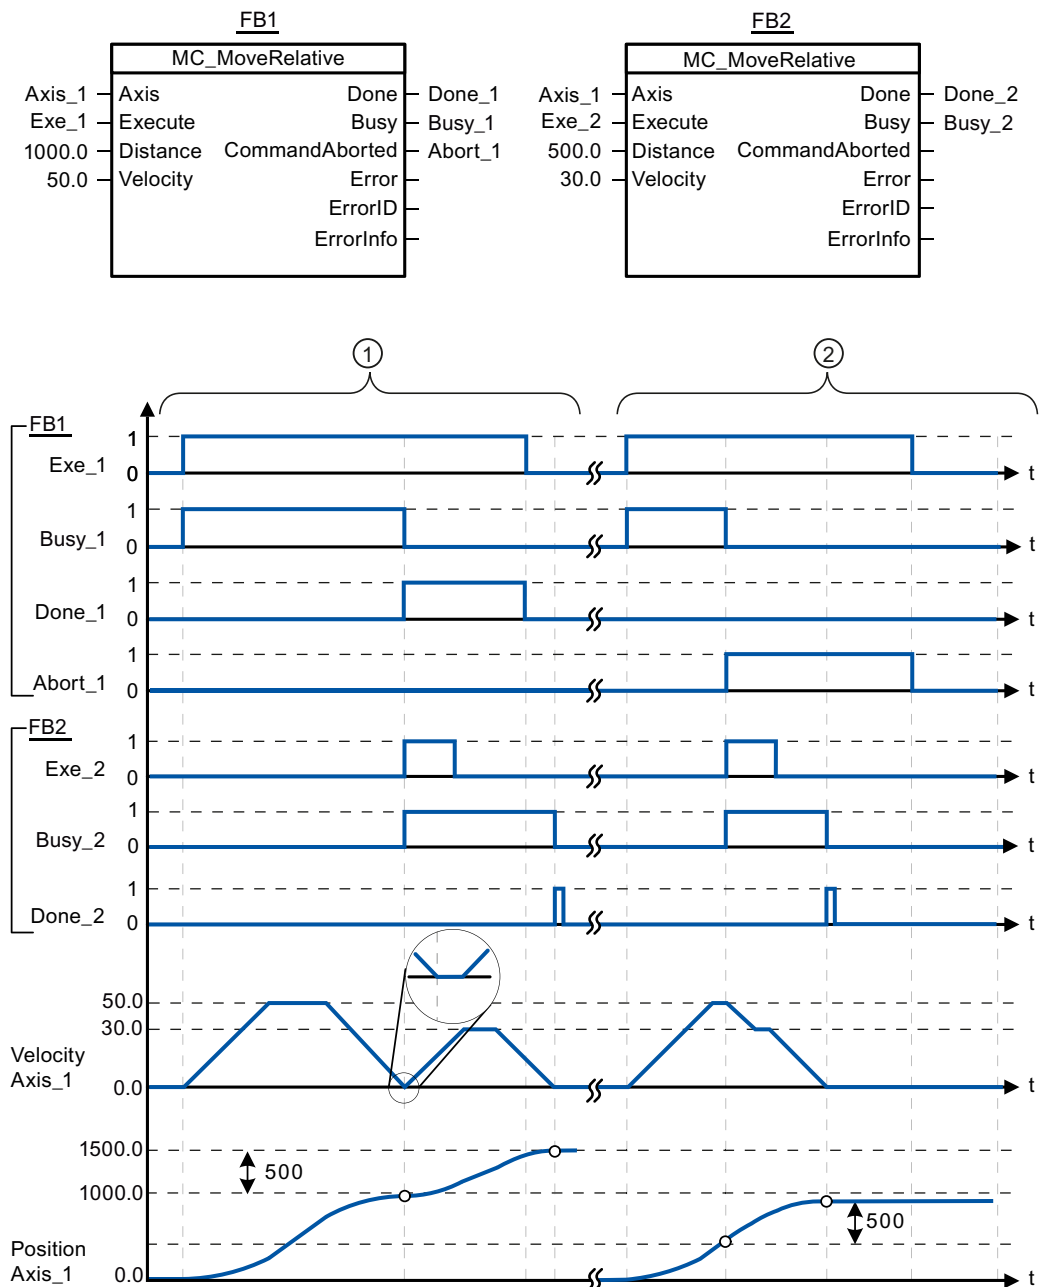 FB1
MC_MoveRelative
Axis_1 Axis Done Done_1
Exe_1 Execute Busy Busy_1
1000.0 Distance CommandAborted Abort_1
50.0 Velocity Error
ErrorID
ErrorInfo
FB2
MC_MoveRelative
Axis_1 Axis Done Done_2
Exe_2 Execute Busy Busy_2
500.0 Distance CommandAborted
30.0 Velocity Error
ErrorID
ErrorInfo
1 2
FB1
1
Exe_1 0 t
1
Busy_1 0 t
1
Done_1 0 t
1
Abort_1 0 t
FB2
1
Exe_2 0 t
1
Busy_2 0 t
1
Done_2 0 t
50.0
30.0
Velocity
Axis_1 0.0 t
1500.0
500
1000.0
500
Position
Axis_1 0.0 t